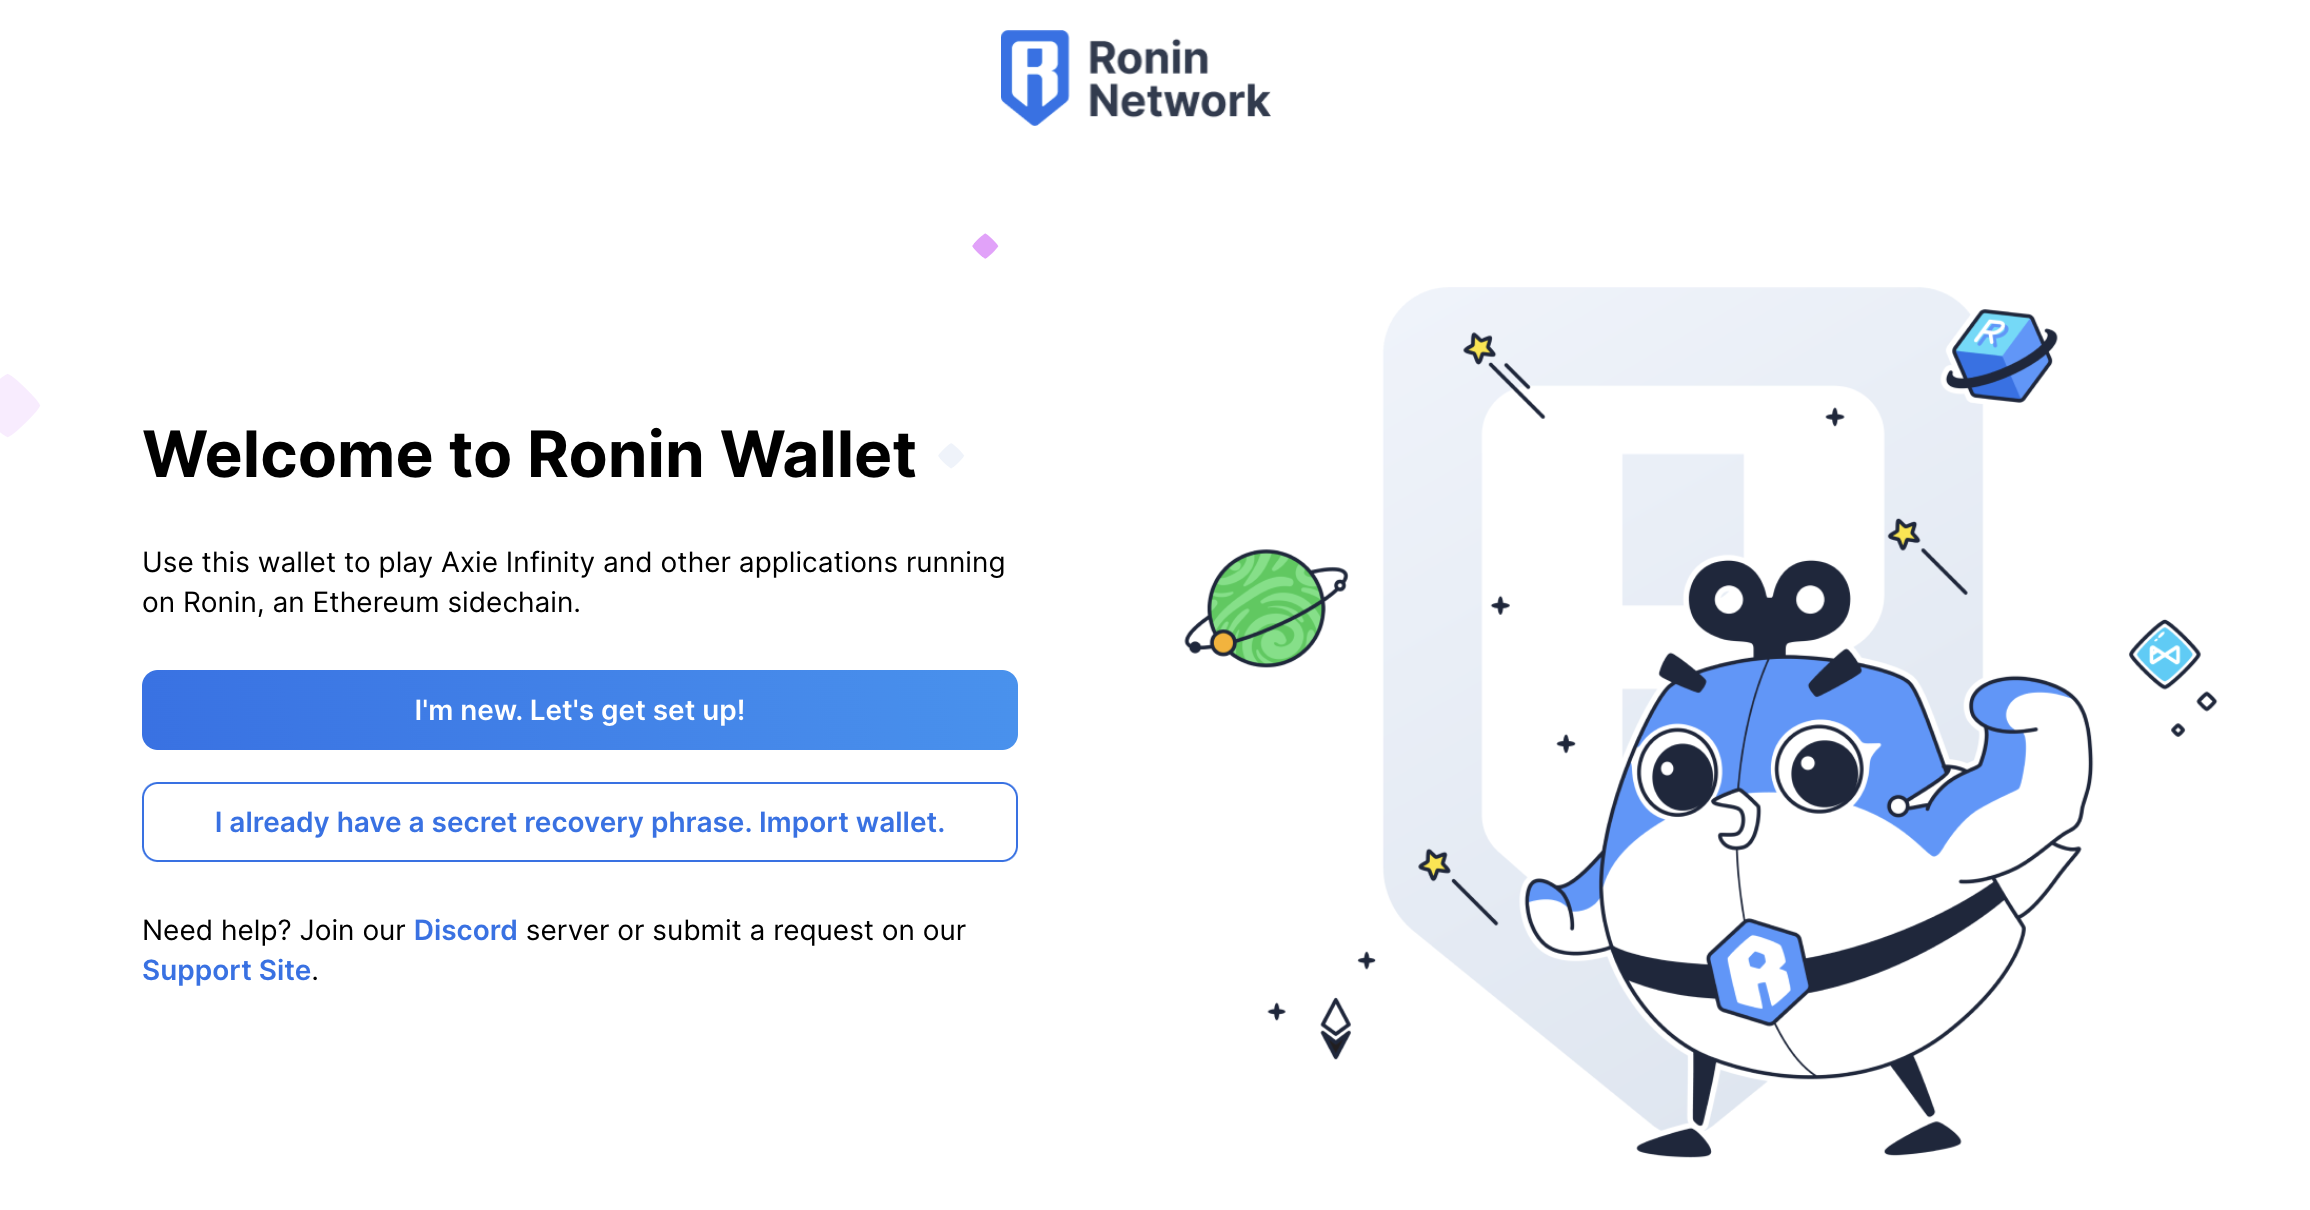 Ronin
Network
Welcome to Ronin Wallet
Use this wallet to play Axie Infinity and other applications running
on Ronin, an Ethereum sidechain.
I'm new. Let's get set up!
I already have a secret recovery phrase. Import wallet.
Need help? Join our Discord server or submit a request on our
Support Site.
R